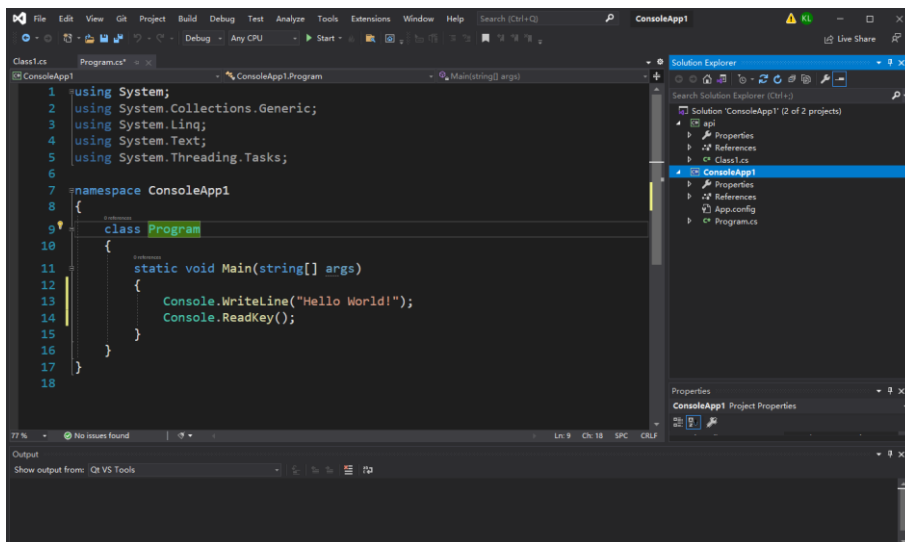 File Edit View Git Project Build Debug Test Analyze Tools Extensions Window Help Search (Ctrl+Q) ConsoleApp1 KL
Debug Any CPU Start Live Share
Class1.cs Program.cs*
ConsoleApp1 ConsoleApp1.Program Main(string[] args)
1 using System;
2 using System.Collections.Generic;
3 using System.Linq;
4 using System.Text;
5 using System.Threading.Tasks;
6
7 namespace ConsoleApp1
8 {
0 references
9 class Program
10 {
0 references
11 static void Main(string[] args)
12 {
13 Console.WriteLine("Hello World!");
14 Console.ReadKey();
15 }
16 }
17 }
18
77 % No issues found Ln: 9 Ch: 18 SPC CRLF
Solution Explorer
Search Solution Explorer (Ctrl+;)
Solution 'ConsoleApp1' (2 of 2 projects)
api
Properties
References
Class1.cs
ConsoleApp1
Properties
References
App.config
Program.cs
Properties
ConsoleApp1 Project Properties
Output
Show output from: Qt VS Tools